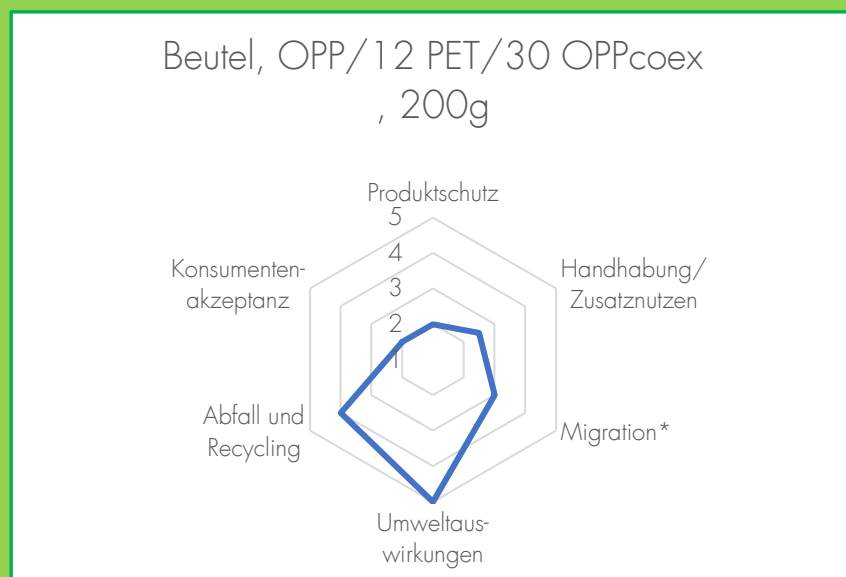 Beutel, OPP/12 PET/30 OPPcoex
, 200g
Produktschutz
5
4
3
2
1
Handhabung/
Zusatznutzen
Migration*
Umweltaus-
wirkungen
Abfall und
Recycling
Konsumenten-
akzeptanz